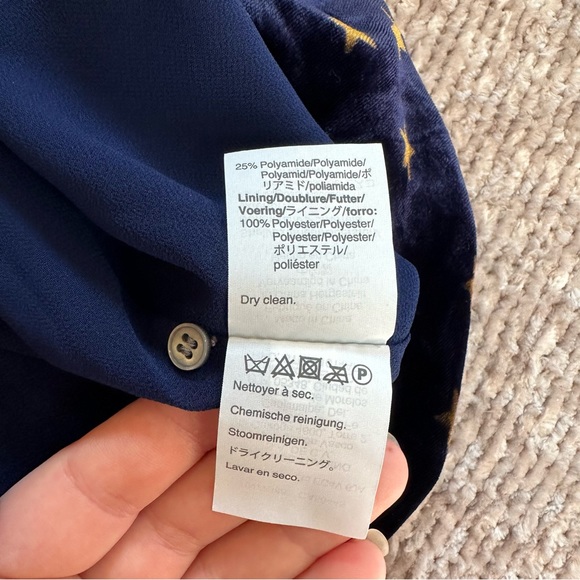 25% Polyamide/Polyamide/
Polyamid/Polyamide/ポ
リアミド/poliamida
Lining/Doublure/Futter/
Voering/ライニング/forro:
100% Polyester/Polyester/
Polyester/Polyester/
ポリエステル/
poliéster
Dry clean.
P
Nettoyer à sec.
Chemische reinigung.
Stoomreinigen.
ドライクリーニング。
Lavar en seco.